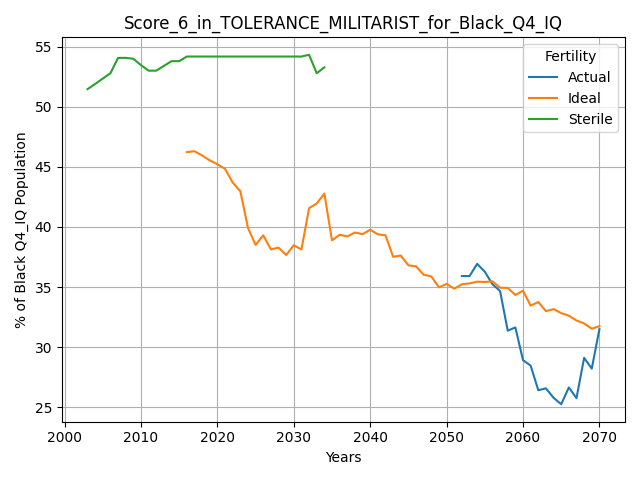 Score_6_in_TOLERANCE_MILITARIST_for_Black_Q4_IQ
% of Black Q4_IQ Population
55
50
45
40
35
30
25
Fertility
Actual
Ideal
Sterile
2000 2010 2020 2030 2040 2050 2060 2070
Years